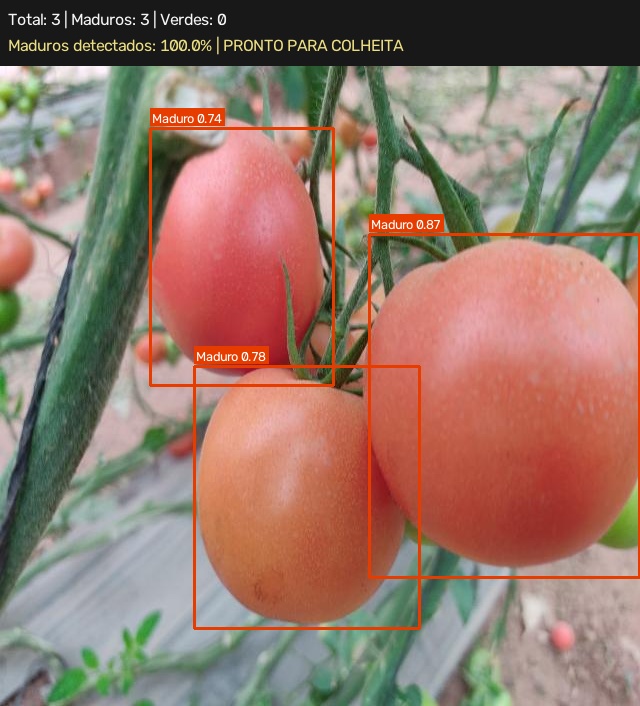 Total: 3 | Maduros: 3 | Verdes: 0
Maduros detectados: 100.0% | PRONTO PARA COLHEITA
Maduro 0.74
Maduro 0.87
Maduro 0.78